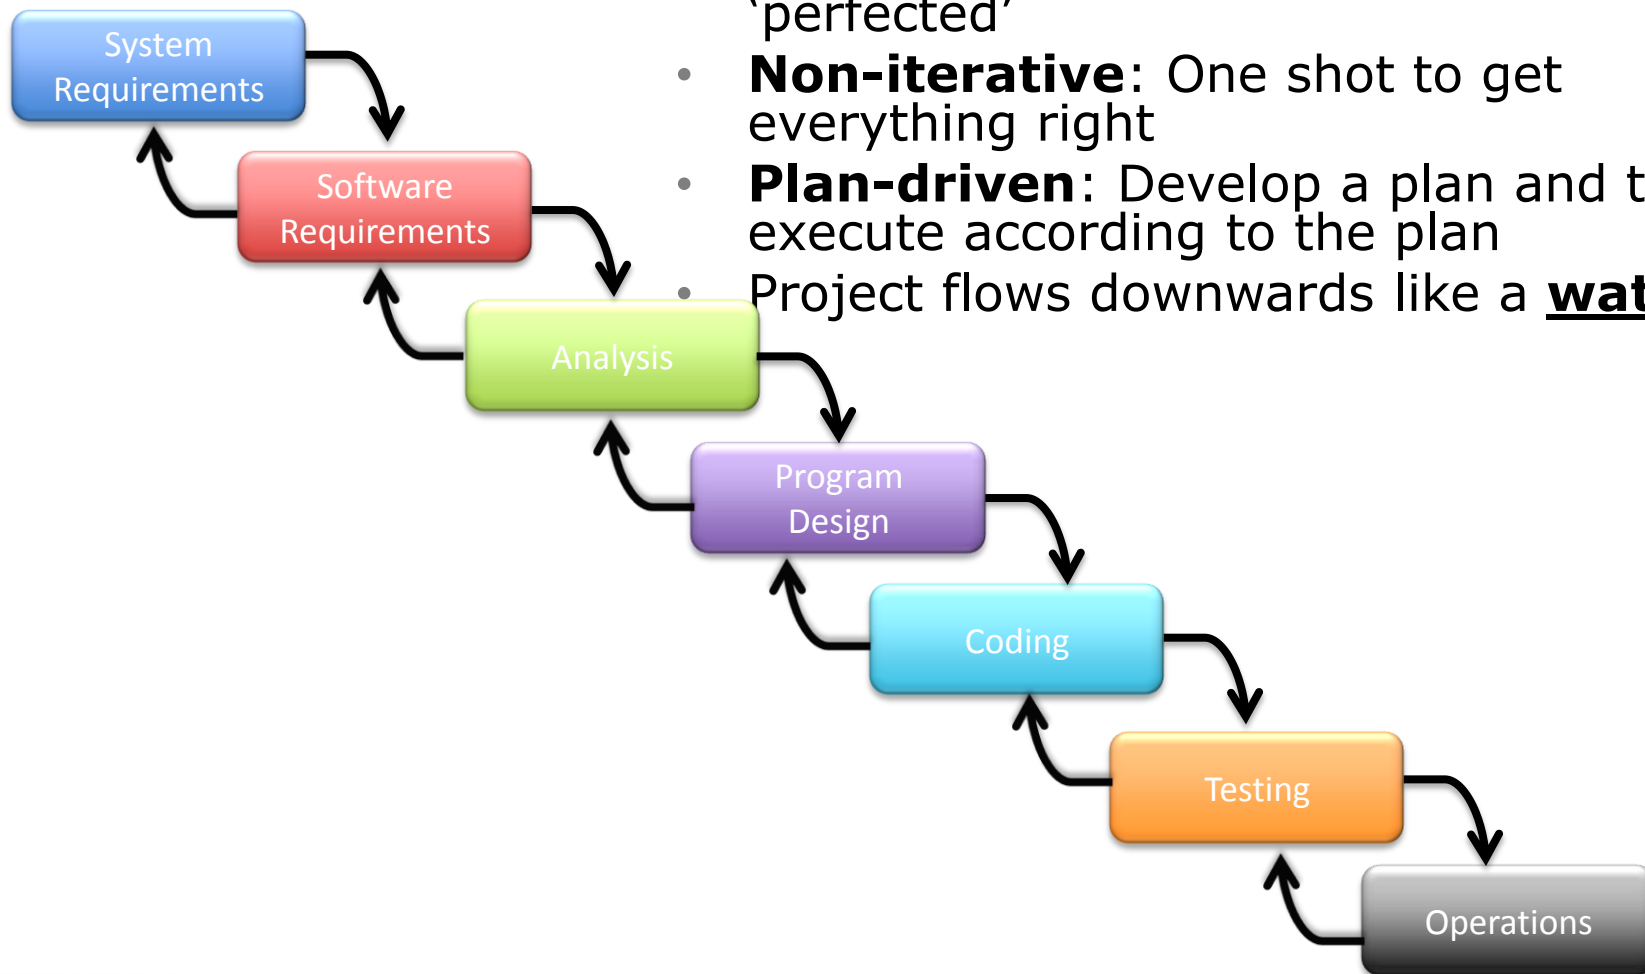 ‘perfected’
• Non-iterative: One shot to get
everything right
• Plan-driven: Develop a plan and
execute according to the plan
• Project flows downwards like a
System
Requirements
Software
Requirements
Analysis
Program
Design
Coding
Testing
Operations